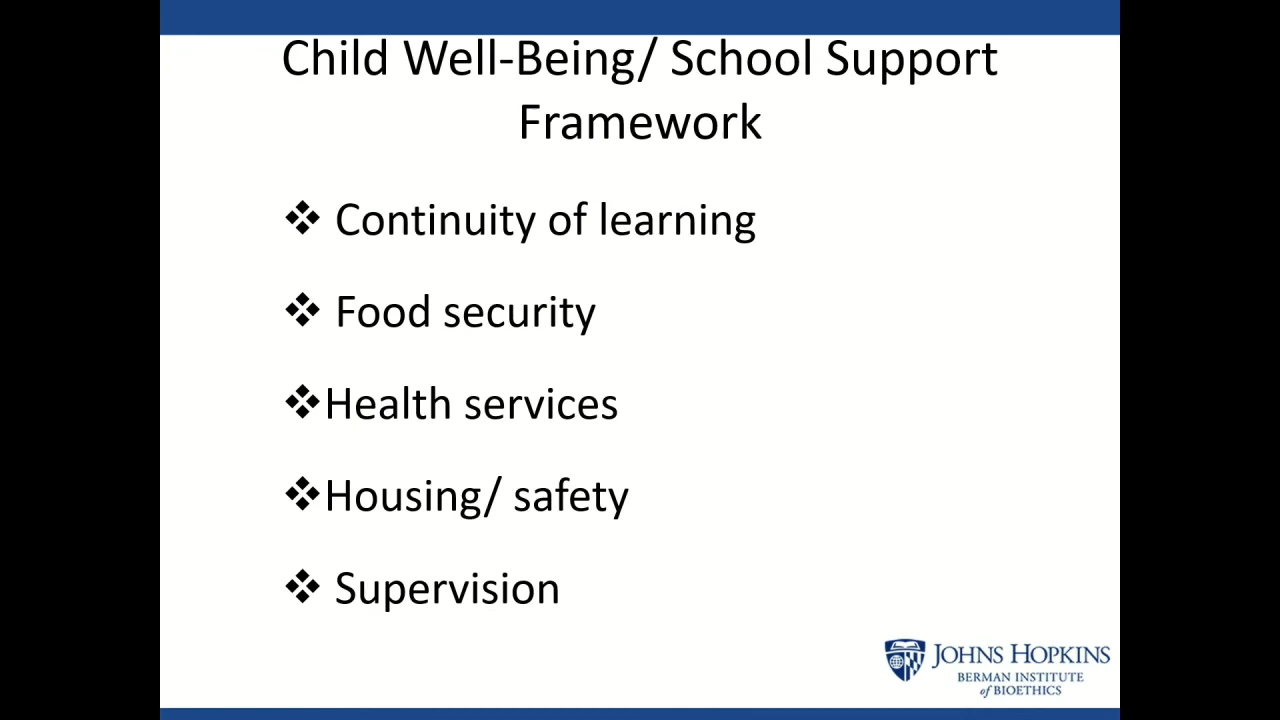 Child Well-Being/ School Support
Framework
❖ Continuity of learning
❖ Food security
❖Health services
❖Housing/ safety
❖ Supervision
JOHNS HOPKINS
BERMAN INSTITUTE
of BIOETHICS